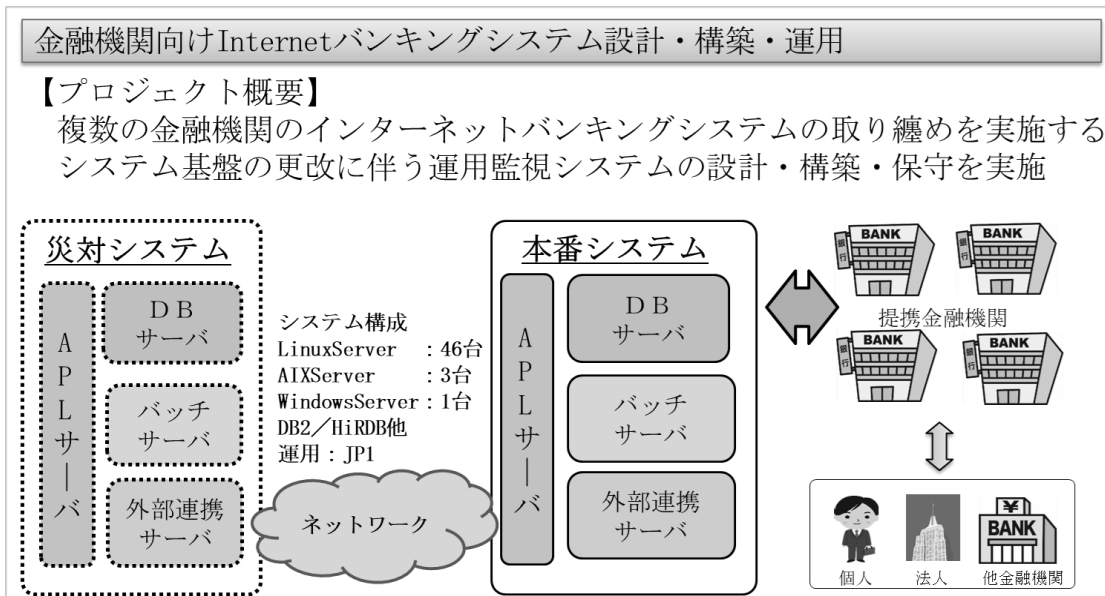 金融機関向けInternetバンキングシステム設計・構築・運用
【プロジェクト概要】
複数の金融機関のインターネットバンキングシステムの取り纏めを実施する
システム基盤の更改に伴う運用監視システムの設計・構築・保守を実施
災対システム
APLサーバ
DB
サーバ
バッチ
サーバ
外部連携
サーバ
システム構成
LinuxServer :46台
AIXServer :3台
WindowsServer:1台
DB2/HiRDB他
運用:JP1
ネットワーク
本番システム
APLサーバ
DB
サーバ
バッチ
サーバ
外部連携
サーバ
BANK
銀行
BANK
銀行
提携金融機関
BANK
銀行
BANK
銀行
¥
BANK
個人
法人
他金融機関